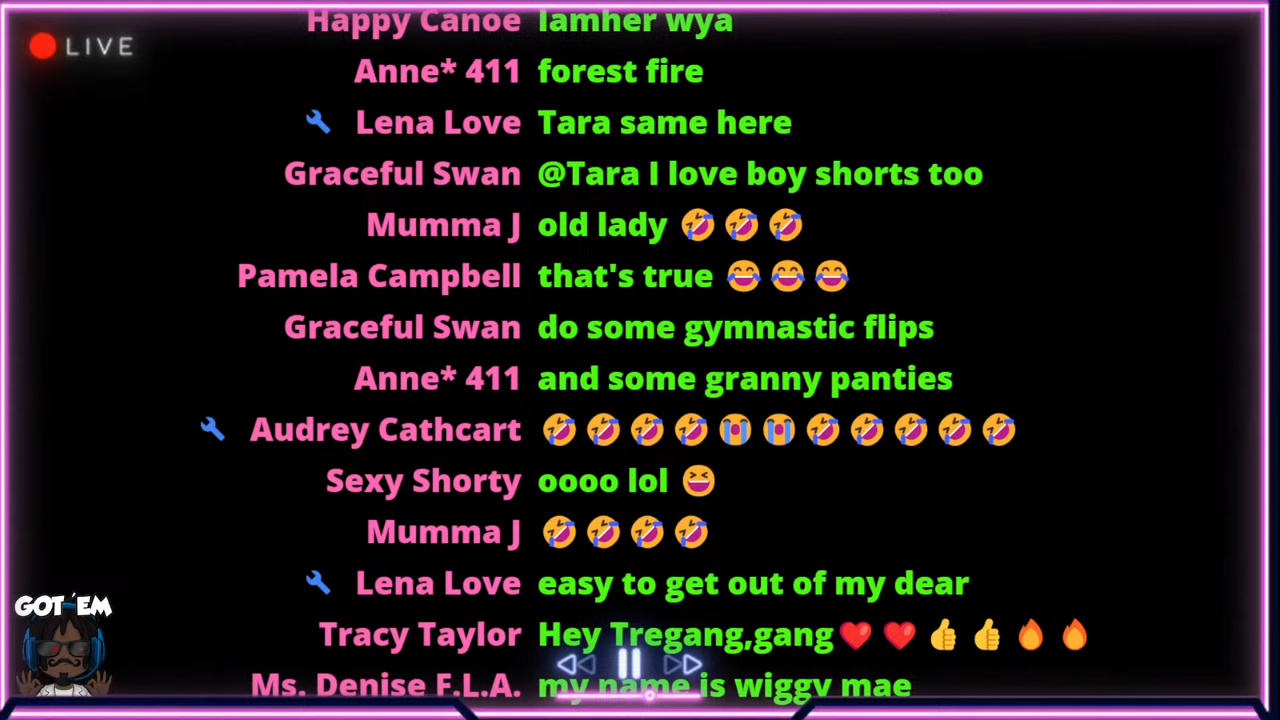 Happy Canoe Iamher wya
LIVE
Anne* 411 forest fire
Lena Love Tara same here
Graceful Swan @Tara I love boy shorts too
Mumma J old lady 🤣 🤣 🤣
Pamela Campbell that's true 😂 😂 😂
Graceful Swan do some gymnastic flips
Anne* 411 and some granny panties
Audrey Cathcart 🤣 🤣 🤣 🤣 😭 😭 🤣 🤣 🤣 🤣 🤣
Sexy Shorty oooo lol 😆
Mumma J 🤣 🤣 🤣 🤣
Lena Love easy to get out of my dear
GOT 'EM
Tracy Taylor Hey Tregang,gang❤️ ❤️ 👍 👍 🔥 🔥
Ms. Denise F.L.A. my name is wiggy mae